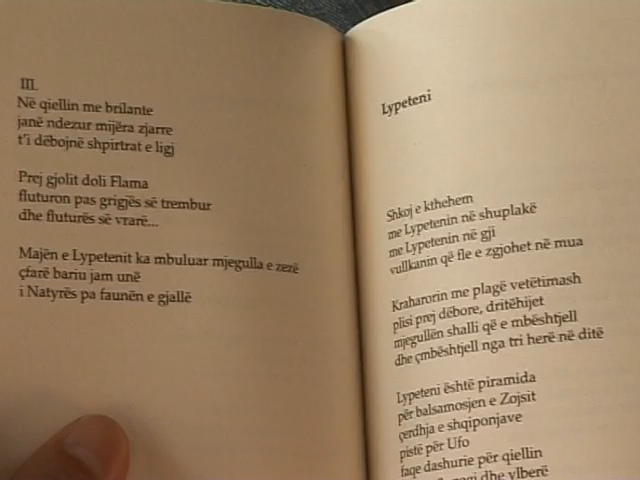 III.
Në qiellin me brilante
janë ndezur mijëra zjarre
t'i dëbojnë shpirtrat e ligj
Prej gjolit doli Flama
fluturon pas grigjës së trembur
dhe fluturës së vrarë...
Majën e Lypetenit ka mbuluar mjegulla e zezë
çfarë bariu jam unë
i Natyrës pa faunën e gjallë
Lypeteni
Shkoj e kthehem
me Lypetenin në shuplakë
me Lypetenin në gji
vullkanin që fle e zgjohet në mua
Kraharorin me plagë vetëtimash
plisi prej dëbore, dritëhijet
mjegullën shalli që e mbështjell
dhe çmbështjell nga tri herë në ditë
Lypeteni është piramida
për balsamosjen e Zojsit
çerdhja e shqiponjave
pistë për Ufo
faqe dashurie për qiellin
dhe ylberë